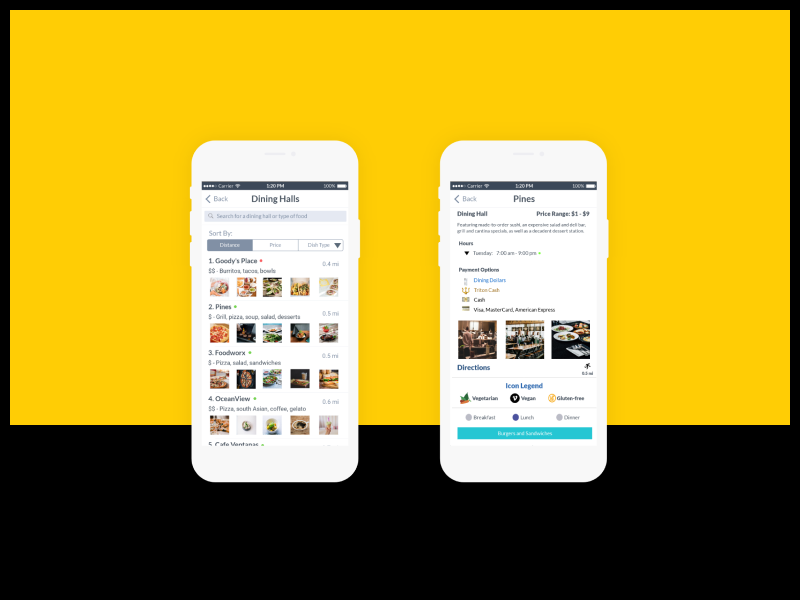 Carrier 1:20 PM 100%
Back Dining Halls
Search for a dining hall or type of food
Sort By:
Distance Price Dish Type
1. Goody's Place
0.4 mi
$$ · Burritos, tacos, bowls
2. Pines
0.5 mi
$ · Grill, pizza, soup, salad, desserts
3. Foodworx
0.5 mi
$ · Pizza, salad, sandwiches
4. OceanView
0.6 mi
$$ · Pizza, south Asian, coffee, gelato
5. Cafe Ventanas
Carrier 1:20 PM 100%
Back Pines
Dining Hall Price Range: $1 - $9
Featuring made by order sushi, an expensive salad and deli bar,
grill and cantina specials, as well as a decadent dessert station.
Hours
Tuesday: 7:00 am - 9:00 pm
Payment Options
Dining Dollars
Triton Cash
Cash
Visa, MasterCard, American Express
Directions
0.5 mi
Icon Legend
Vegetarian V Vegan Gluten-free
Breakfast Lunch Dinner
Burgers and Sandwiches